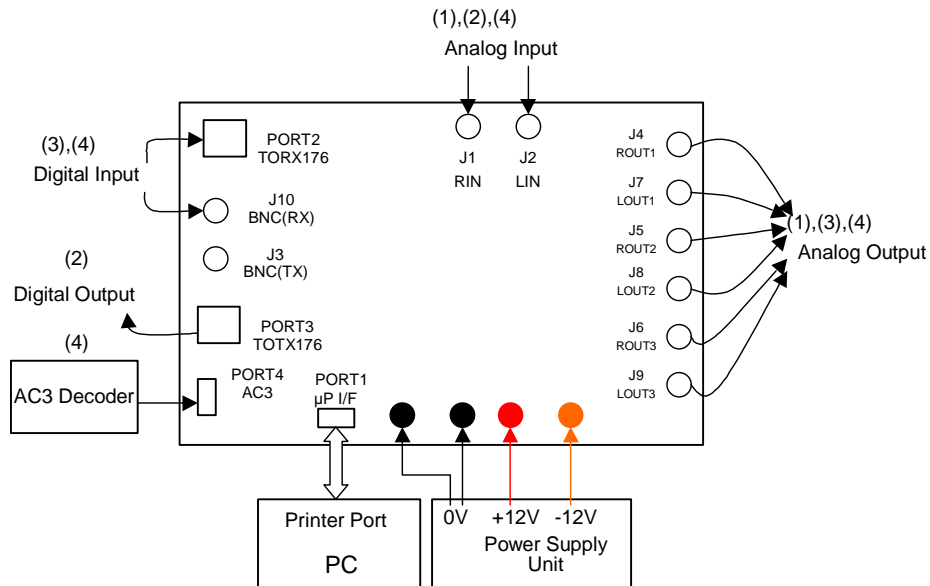 (1),(2),(4)
Analog Input
(3),(4)
Digital Input
PORT2
TORX176
J10
BNC(RX)
J3
BNC(TX)
(2)
Digital Output
PORT3
TOTX176
(4)
AC3 Decoder
PORT4
AC3
PORT1
µP I/F
J1
RIN
J2
LIN
J4
ROUT1
J7
LOUT1
J5
ROUT2
J8
LOUT2
J6
ROUT3
J9
LOUT3
(1),(3),(4)
Analog Output
Printer Port
PC
0V
+12V
-12V
Power Supply
Unit